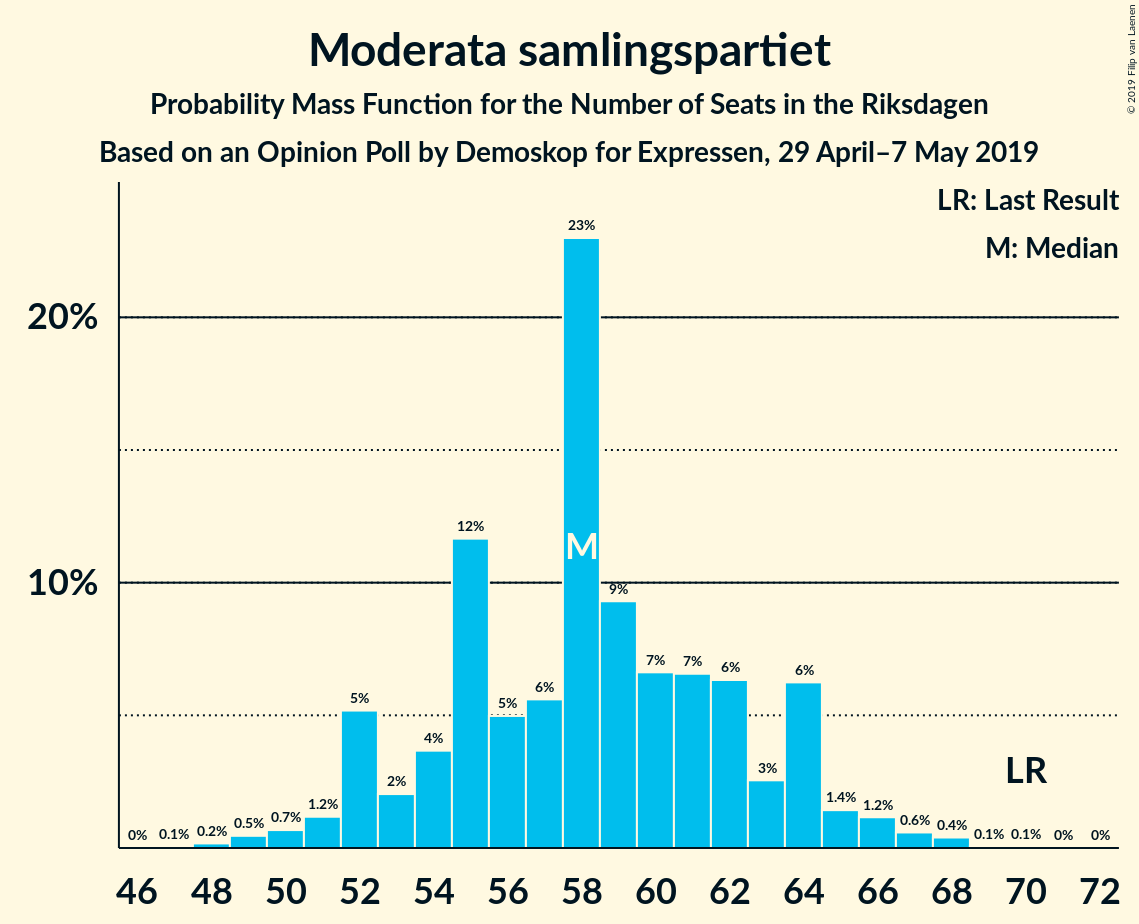 Moderata samlingspartiet
Probability Mass Function for the Number of Seats in the Riksdagen
Based on an Opinion Poll by Demoskop for Expressen, 29 April–7 May 2019
© 2019 Filip van Laenen
LR: Last Result
M: Median
20%
10%
0% 0.1% 0.2% 0.5% 0.7% 1.2% 5% 2% 4% 12% 5% 6% 23% 9% 7% 7% 6% 3% 6% 1.4% 1.2% 0.6% 0.4% 0.1% 0.1% 0% 0%
M
LR
46 48 50 52 54 56 58 60 62 64 66 68 70 72